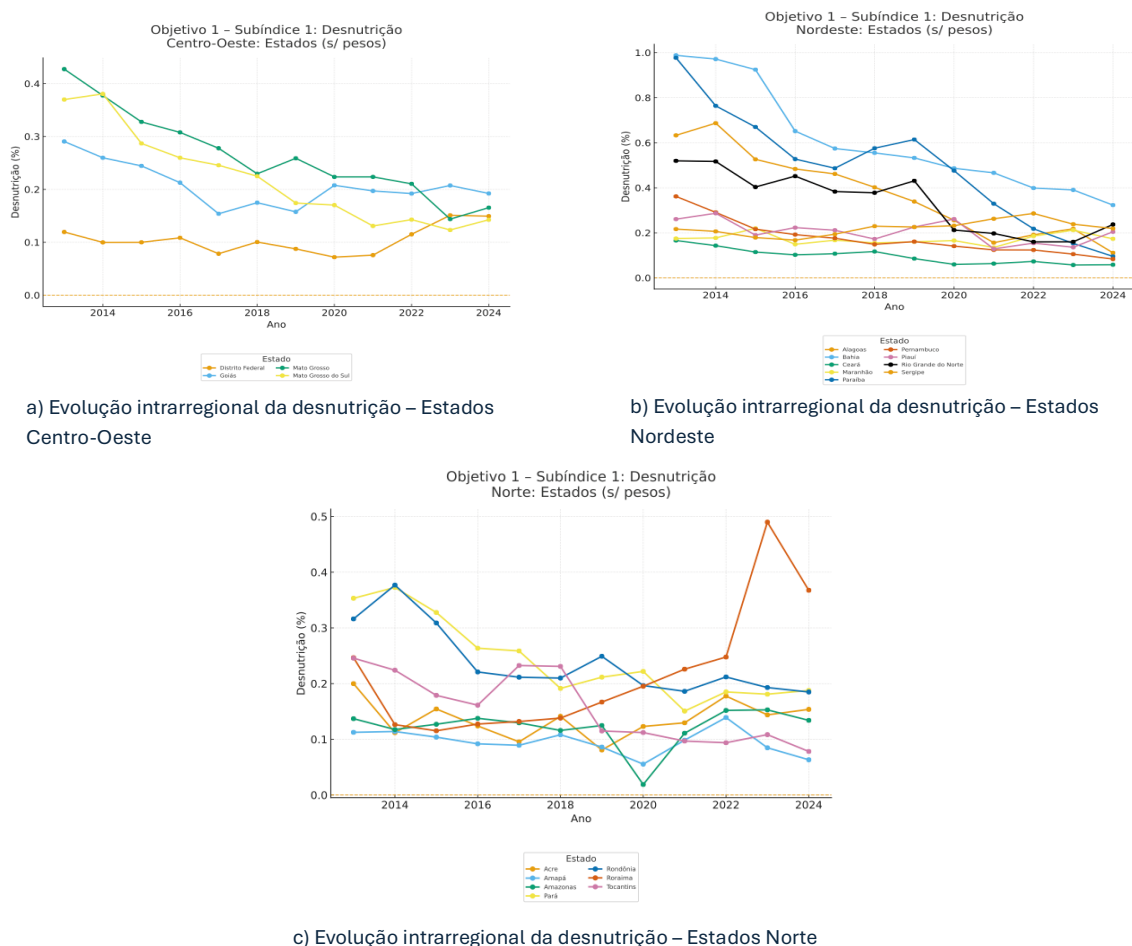 Objetivo 1 – Subíndice 1: Desnutrição
Centro-Oeste: Estados (s/ pesos)
Desnutrição (%)
0.4
0.3
0.2
0.1
0.0
2014 2016 2018 2020 2022 2024
Ano
Estado
Distrito Federal Mato Grosso
Goiás Mato Grosso do Sul
a) Evolução intrarregional da desnutrição – Estados
Centro-Oeste
Objetivo 1 – Subíndice 1: Desnutrição
Nordeste: Estados (s/ pesos)
Desnutrição (%)
1.0
0.8
0.6
0.4
0.2
0.0
2014 2016 2018 2020 2022 2024
Ano
Estado
Alagoas Pernambuco
Bahia Piauí
Ceará Rio Grande do Norte
Maranhão Sergipe
Paraíba
b) Evolução intrarregional da desnutrição – Estados
Nordeste
Objetivo 1 – Subíndice 1: Desnutrição
Norte: Estados (s/ pesos)
Desnutrição (%)
0.5
0.4
0.3
0.2
0.1
0.0
2014 2016 2018 2020 2022 2024
Ano
Estado
Acre Rondônia
Amapá Roraima
Amazonas Tocantins
Pará
c) Evolução intrarregional da desnutrição – Estados Norte